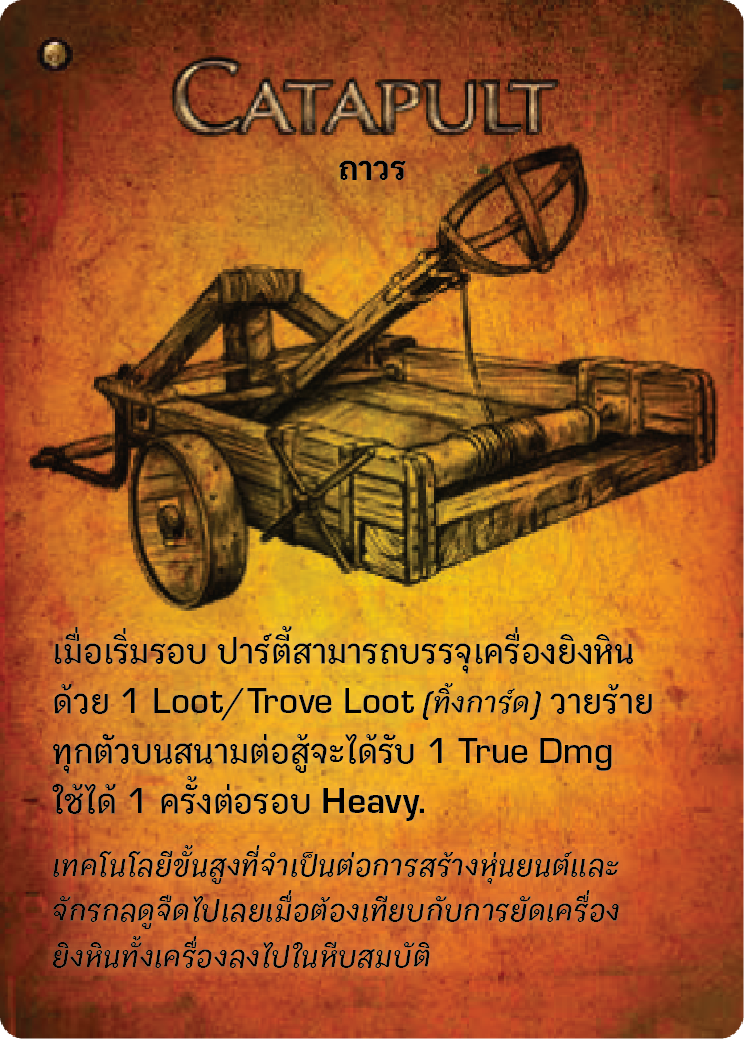 CATAPULT
ถาวร
เมื่อเริ่มรอบ ปาร์ตี้สามารถบรรจุเครื่องยิงหิน
ด้วย 1 Loot/Trove Loot (ทิ้งการ์ด) วายร้าย
ทุกตัวบนสนามต่อสู้จะได้รับ 1 True Dmg
ใช้ได้ 1 ครั้งต่อรอบ Heavy.
เทคโนโลยีขั้นสูงที่จำเป็นต่อการสร้างหุ่นยนต์และ
จักรกลดูจืดไปเลยเมื่อต้องเทียบกับการยัดเครื่อง
ยิงหินทั้งเครื่องลงไปในหีบสมบัติ